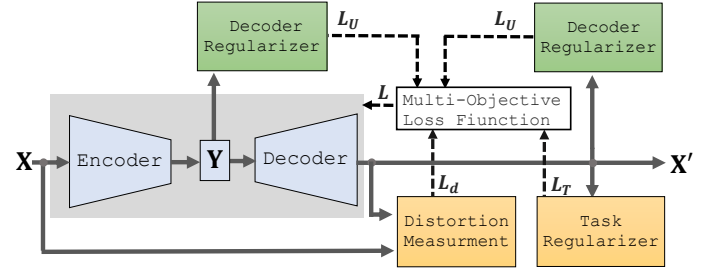 Decoder
Regularizer
L_U
L_U
Decoder
Regularizer
L
Multi-Objective
Loss Fiunction
X
Encoder
Y
Decoder
X'
L_d
L_T
Distortion
Measurment
Task
Regularizer